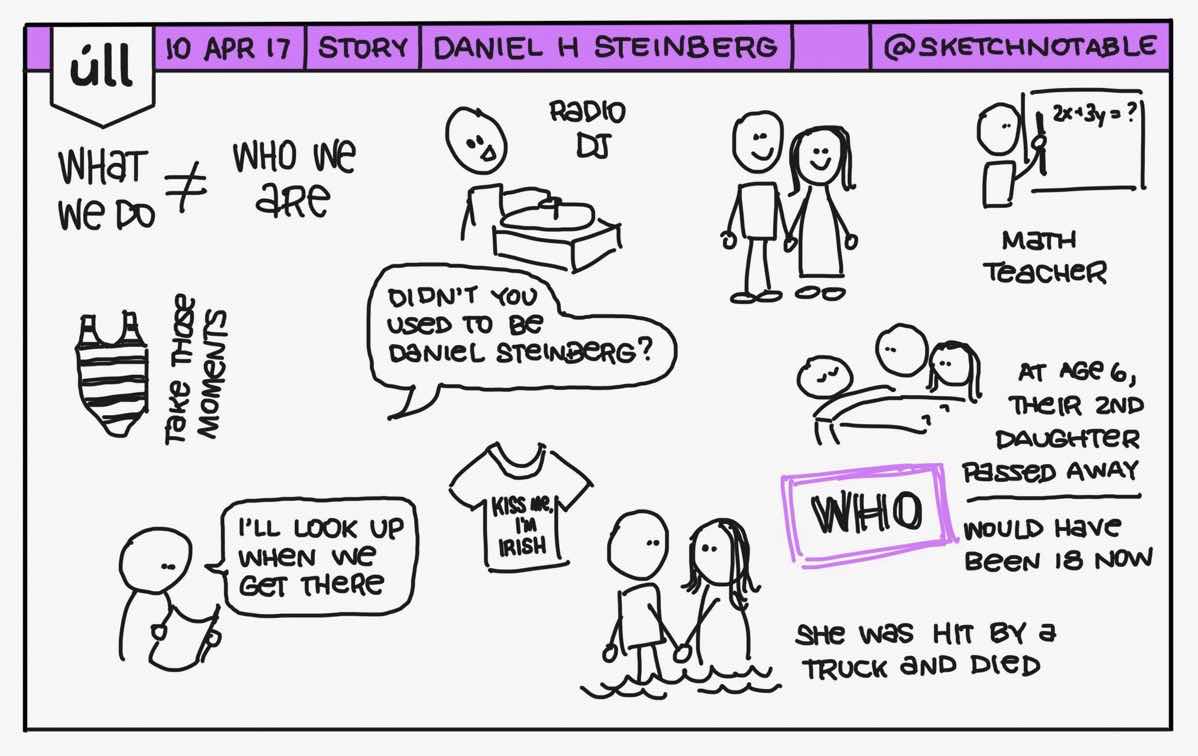 úll
10 APR 17
STORY
DANIEL H STEINBERG
@SKETCHNOTABLE
WHAT
WE DO
≠
WHO WE
ARE
RADIO
DJ
2x+3y=?
MATH
TEACHER
DIDN'T YOU
USED TO BE
DANIEL STEINBERG?
TAKE THOSE
MOMENTS
AT AGE 6,
THEIR 2ND
DAUGHTER
PASSED AWAY
WOULD HAVE
BEEN 18 NOW
WHO
KISS ME,
I'M
IRISH
I'LL LOOK UP
WHEN WE
GET THERE
SHE WAS HIT BY A
TRUCK AND DIED